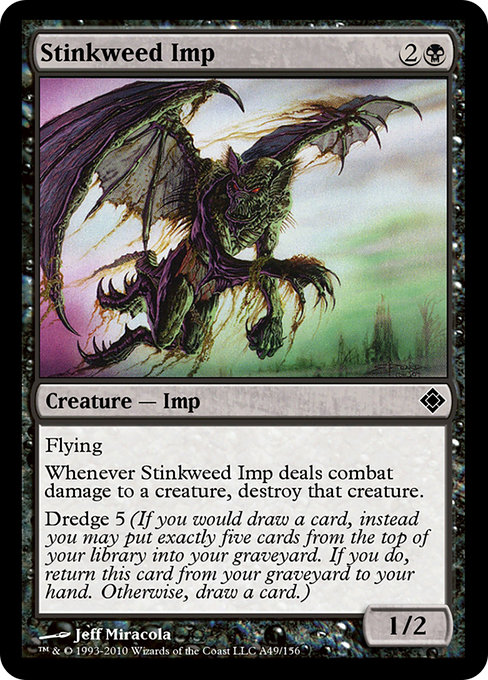 Stinkweed Imp 2
Creature — Imp
Flying
Whenever Stinkweed Imp deals combat
damage to a creature, destroy that creature.
Dredge 5 (If you would draw a card, instead
you may put exactly five cards from the top of
your library into your graveyard. If you do,
return this card from your graveyard to your
hand. Otherwise, draw a card.)
1/2
Jeff Miracola
™ & © 1993-2010 Wizards of the Coast LLC A49/156